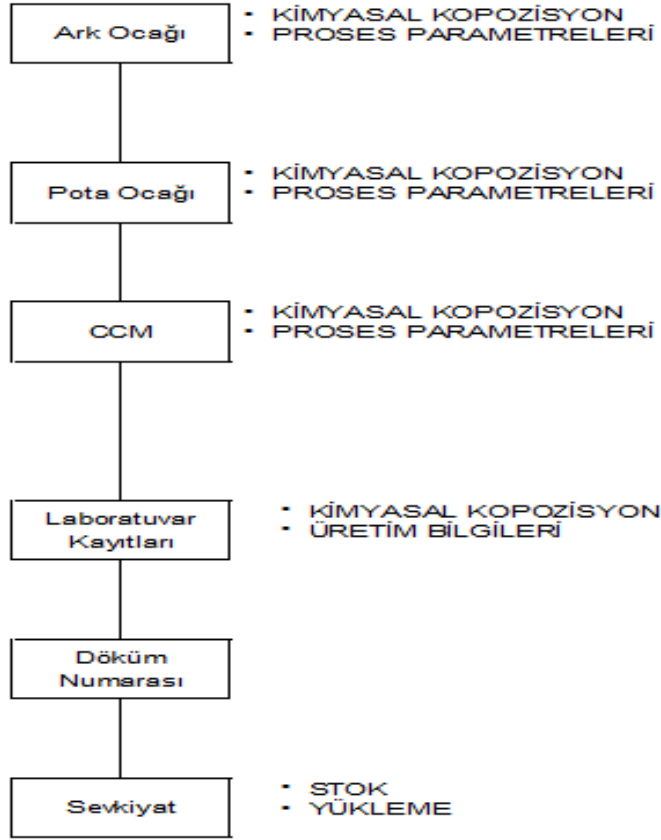 Ark Ocağı
• KİMYASAL KOPOZİSYON
• PROSES PARAMETRELERİ
Pota Ocağı
• KİMYASAL KOPOZİSYON
• PROSES PARAMETRELERİ
CCM
• KİMYASAL KOPOZİSYON
• PROSES PARAMETRELERİ
Laboratuvar
Kayıtları
• KİMYASAL KOPOZİSYON
• ÜRETİM BİLGİLERİ
Döküm
Numarası
Sevkiyat
• STOK
• YÜKLEME